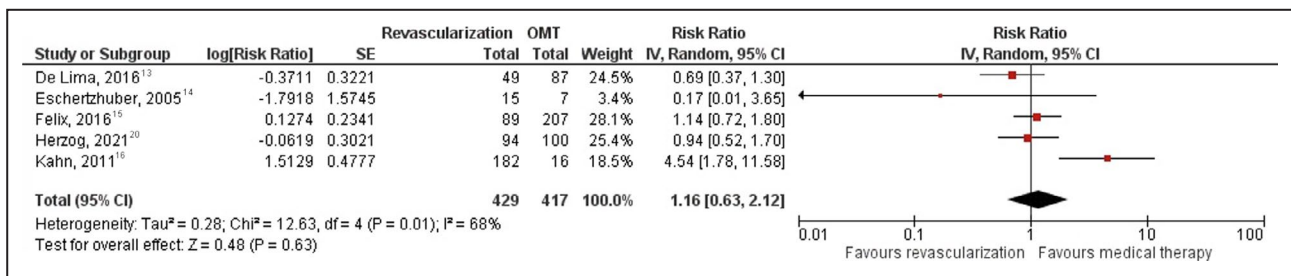 Revascularization OMT Risk Ratio Risk Ratio
Study or Subgroup log[Risk Ratio] SE Total Total Weight IV, Random, 95% CI IV, Random, 95% CI
De Lima, 2016¹³ -0.3711 0.3221 49 87 24.5% 0.69 [0.37, 1.30]
Eschertzhuber, 2005¹⁴ -1.7918 1.5745 15 7 3.4% 0.17 [0.01, 3.65]
Felix, 2016¹⁵ 0.1274 0.2341 89 207 28.1% 1.14 [0.72, 1.80]
Herzog, 2021²⁰ -0.0619 0.3021 94 100 25.4% 0.94 [0.52, 1.70]
Kahn, 2011¹⁶ 1.5129 0.4777 182 16 18.5% 4.54 [1.78, 11.58]
Total (95% CI) 429 417 100.0% 1.16 [0.63, 2.12]
Heterogeneity: Tau² = 0.28; Chi² = 12.63, df = 4 (P = 0.01); I² = 68%
Test for overall effect: Z = 0.48 (P = 0.63)
0.01 0.1 1 10 100
Favours revascularization Favours medical therapy